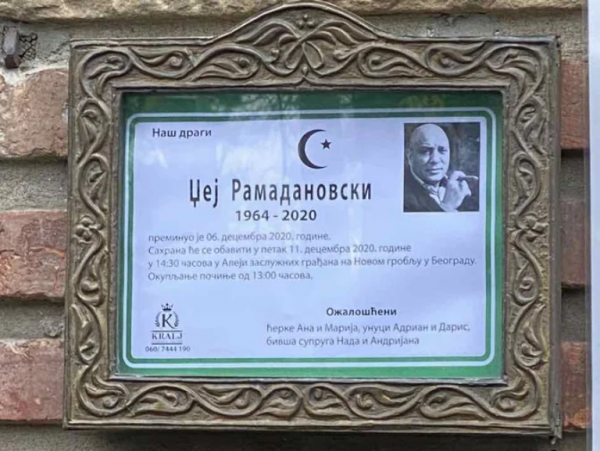 Наш драги
Џеј Рамадановски
1964 - 2020
преминуо је 06. децембра 2020. године.
Сахрана ће се обавити у петак 11. децембра 2020. године
у 14:30 часова у Алеји заслужних грађана на Новом гробљу у Београду.
Окупљање почиње од 13:00 часова.
Ожалошћени
ћерке Ана и Марија, унуци Адриан и Дарис,
бивша супруга Нада и Андријана
K
KRALJ
060/ 7444 190